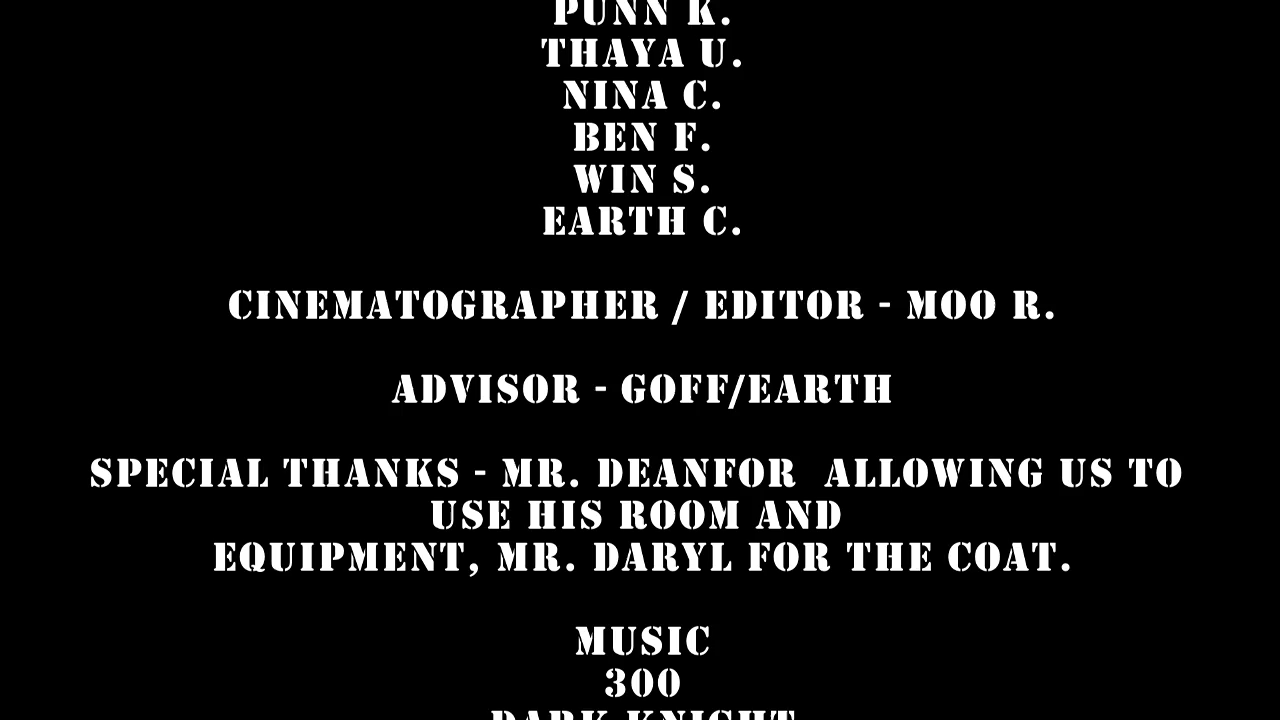 PUNN K.
THAYA U.
NINA C.
BEN F.
WIN S.
EARTH C.
CINEMATOGRAPHER / EDITOR - MOO R.
ADVISOR - GOFF/EARTH
SPECIAL THANKS - MR. DEANFOR  ALLOWING US TO
USE HIS ROOM AND
EQUIPMENT, MR. DARYL FOR THE COAT.
MUSIC
300
DARK KNIGHT